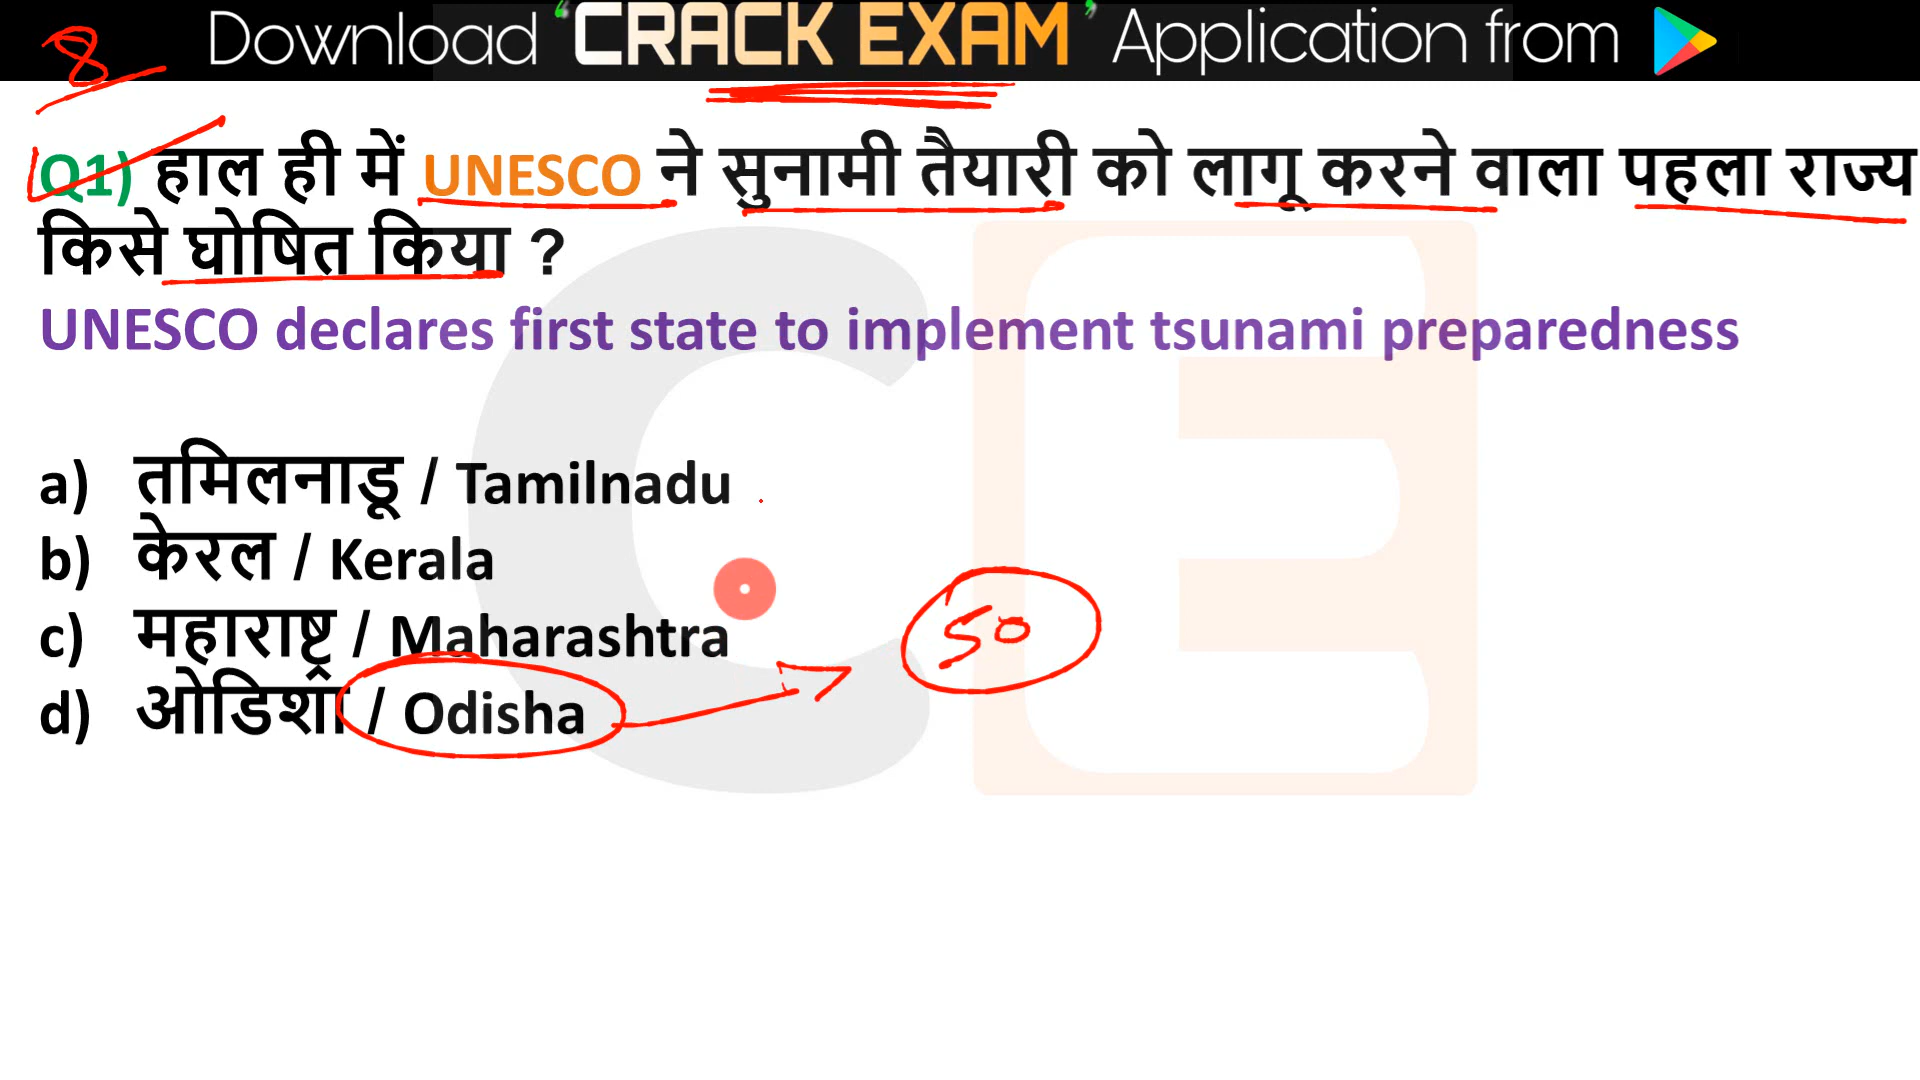 Download 'CRACK EXAM' Application from
8
Q1) हाल ही में UNESCO ने सुनामी तैयारी को लागू करने वाला पहला राज्य
किसे घोषित किया ?
UNESCO declares first state to implement tsunami preparedness
a) तमिलनाडू / Tamilnadu
b) केरल / Kerala
c) महाराष्ट्र / Maharashtra
50
d) ओडिशा / Odisha
CE